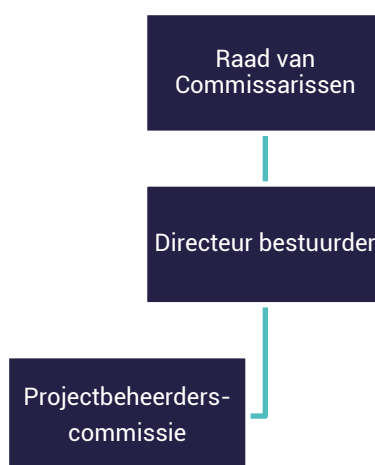 Raad van
Commissarissen
Directeur bestuurder
Projectbeheerders-
commissie